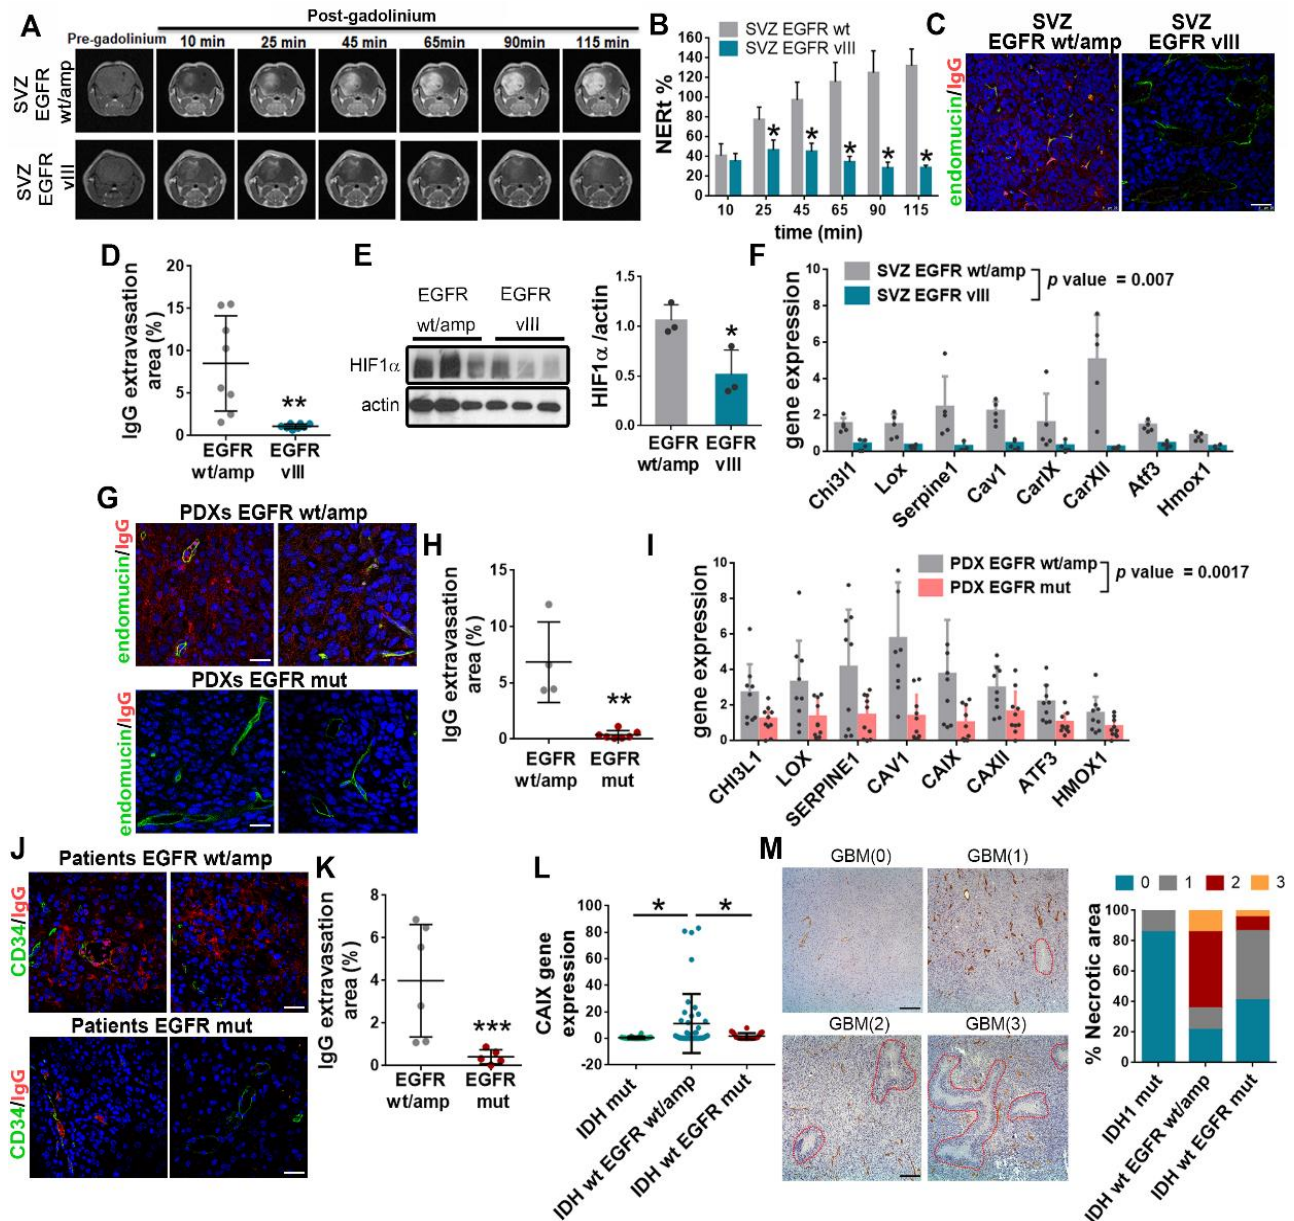 A
Post-gadolinium
Pre-gadolinium 10 min 25 min 45 min 65min 90min 115 min
SVZ EGFR wt/amp
SVZ EGFR vIII
B
SVZ EGFR wt
SVZ EGFR vIII
NERt %
160
140
120
100
80
60
40
20
0
* * * * *
10 25 45 65 90 115
time (min)
C
SVZ EGFR wt/amp
SVZ EGFR vIII
endomucin/IgG
D
IgG extravasation area (%)
20
15
10
5
0
**
EGFR wt/amp
EGFR vIII
E
EGFR wt/amp
EGFR vIII
HIF1α
actin
HIF1α /actin
1.5
1.0
0.5
0.0
*
EGFR wt/amp
EGFR vIII
F
SVZ EGFR wt/amp
SVZ EGFR vIII
p value = 0.007
gene expression
10
8
6
4
2
0
Chi3l1 Lox Serpine1 Cav1 CarIX CarXII Atf3 Hmox1
G
PDXs EGFR wt/amp
endomucin/IgG
PDXs EGFR mut
endomucin/IgG
H
IgG extravasation area (%)
15
10
5
0
**
EGFR wt/amp
EGFR mut
I
PDX EGFR wt/amp
PDX EGFR mut
p value = 0.0017
gene expression
10
8
6
4
2
0
CHI3L1 LOX SERPINE1 CAV1 CAIX CAXII ATF3 HMOX1
J
Patients EGFR wt/amp
CD34/IgG
Patients EGFR mut
CD34/IgG
K
IgG extravasation area (%)
8
6
4
2
0
***
EGFR wt/amp
EGFR mut
L
CAIX gene expression
100
80
60
40
20
0
-20
* *
IDH mut
IDH wt EGFR wt/amp
IDH wt EGFR mut
M
GBM(0)
GBM(1)
GBM(2)
GBM(3)
0 1 2 3
% Necrotic area
100
80
60
40
20
0
IDH1 mut
IDH wt EGFR wt/amp
IDH wt EGFR mut